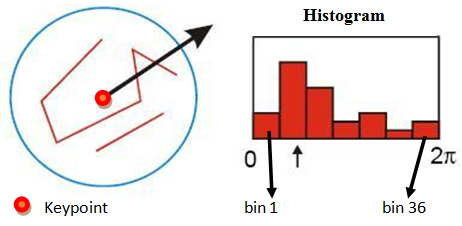 Histogram
0 2π
Keypoint bin 1 bin 36